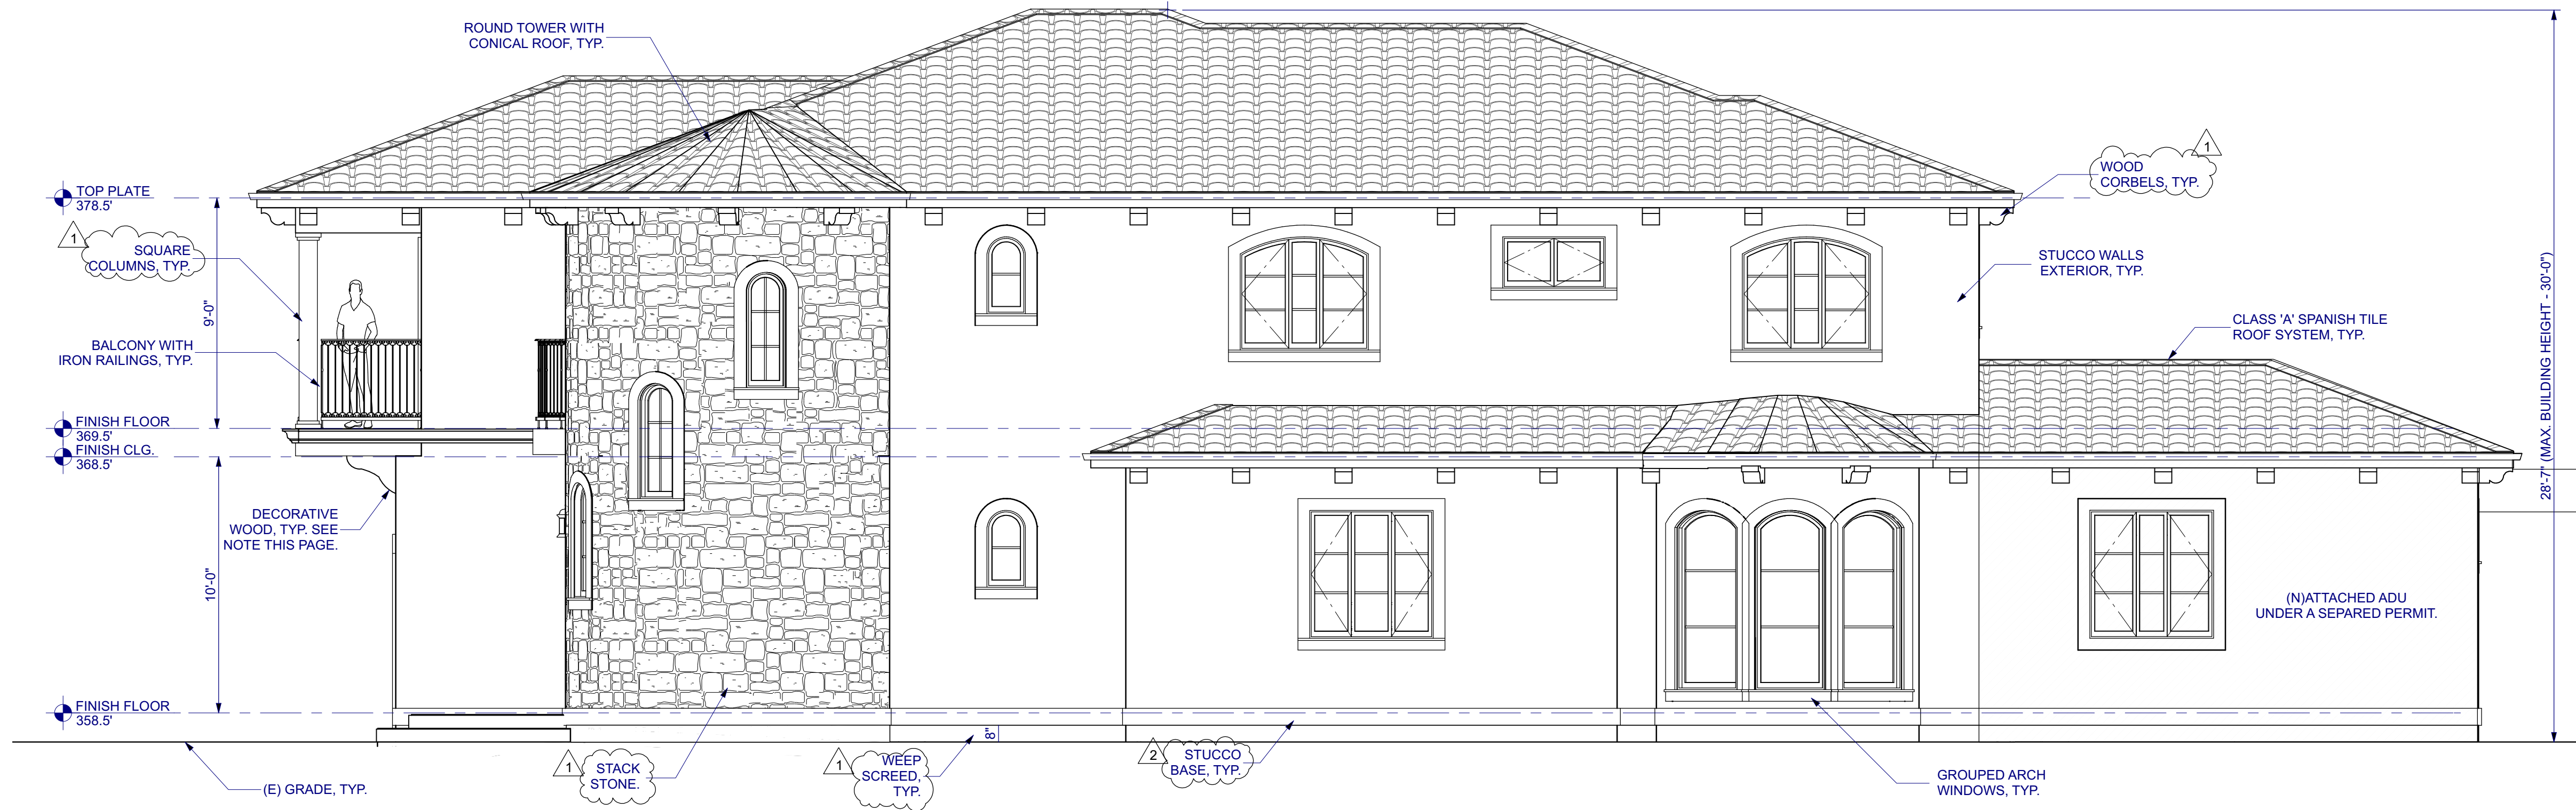 ROUND TOWER WITH
CONICAL ROOF, TYP.
TOP PLATE
378.5'
1
SQUARE
COLUMNS, TYP.
9'-0"
BALCONY WITH
IRON RAILINGS, TYP.
FINISH FLOOR
369.5'
FINISH CLG.
368.5'
DECORATIVE
WOOD, TYP. SEE
NOTE THIS PAGE.
10'-0"
FINISH FLOOR
358.5'
(E) GRADE, TYP.
1
STACK
STONE.
1
WEEP
SCREED,
TYP.
8"
2
STUCCO
BASE, TYP.
GROUPED ARCH
WINDOWS, TYP.
1
WOOD
CORBELS, TYP.
STUCCO WALLS
EXTERIOR, TYP.
CLASS 'A' SPANISH TILE
ROOF SYSTEM, TYP.
(N)ATTACHED ADU
UNDER A SEPARED PERMIT.
28'-7" (MAX. BUILDING HEIGHT - 30'-0")